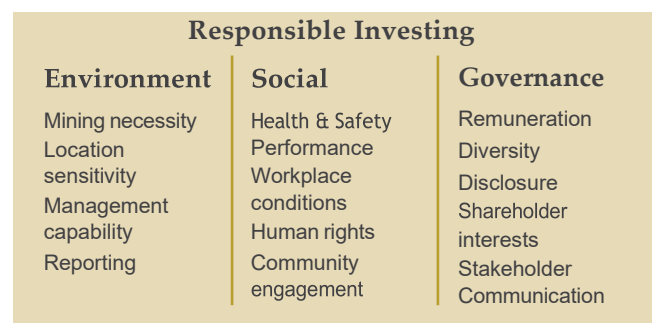 Responsible Investing
Environment
Mining necessity
Location
sensitivity
Management
capability
Reporting
Social
Health & Safety
Performance
Workplace
conditions
Human rights
Community
engagement
Governance
Remuneration
Diversity
Disclosure
Shareholder
interests
Stakeholder
Communication